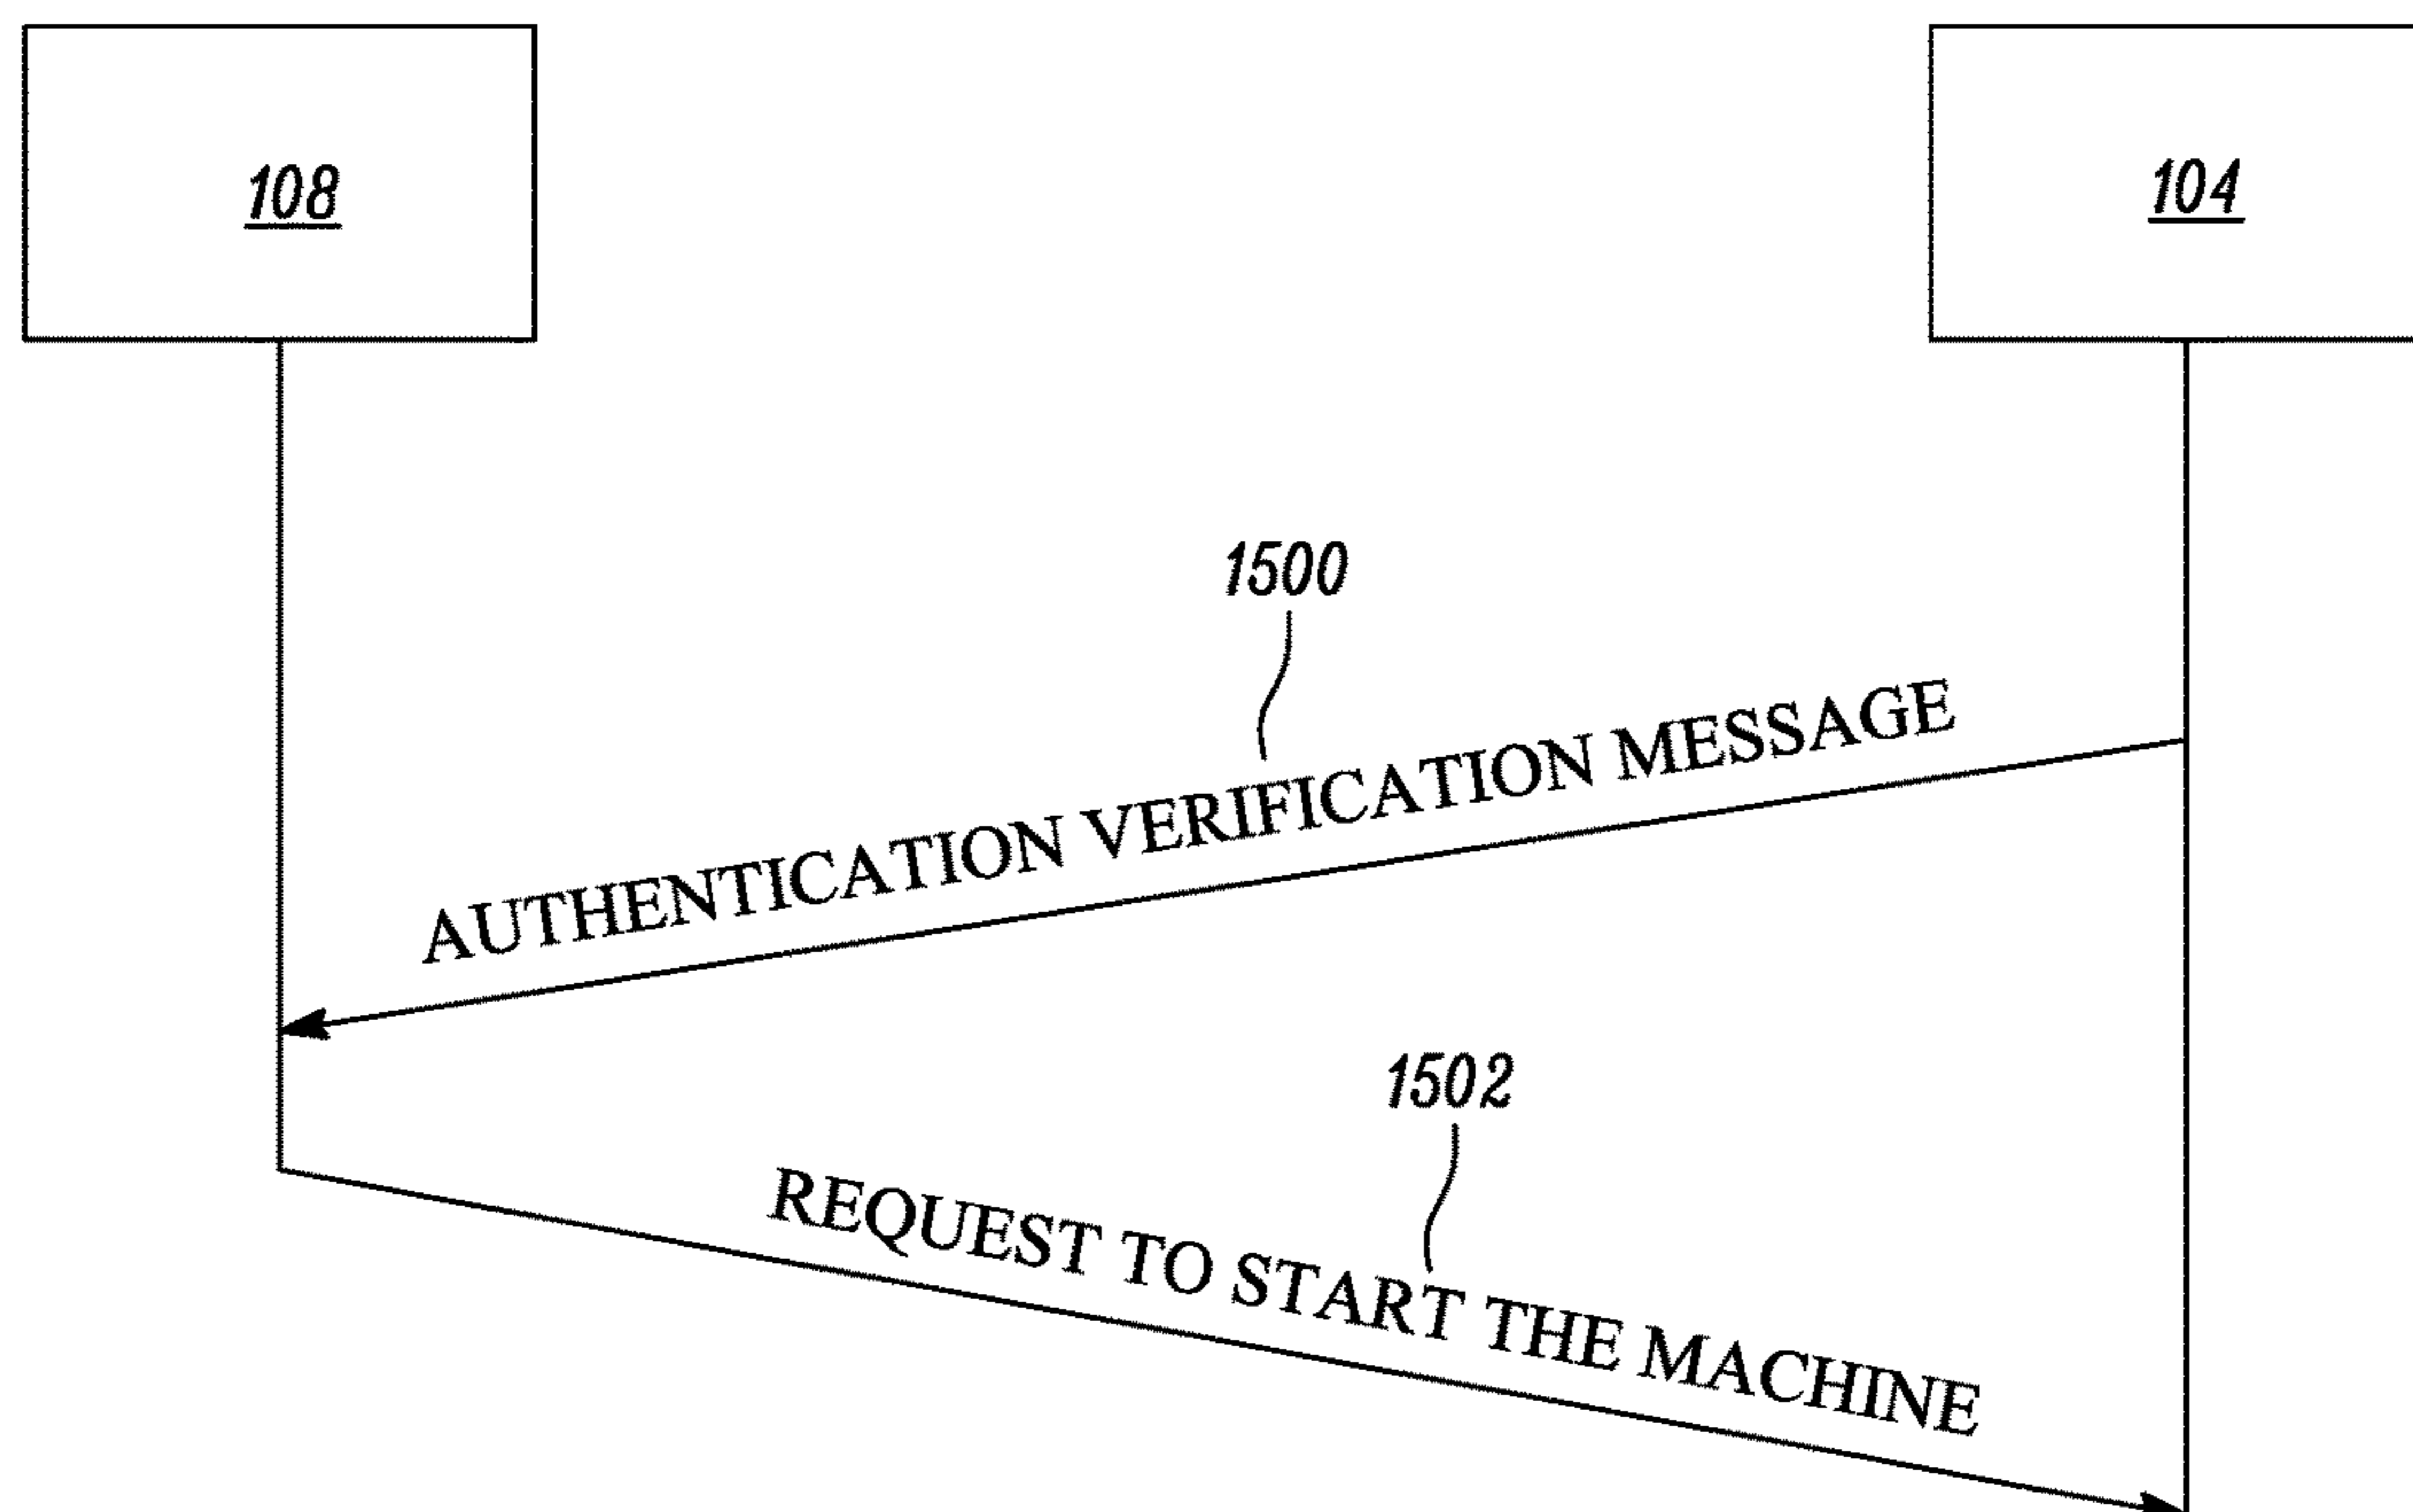 108
104
1500
AUTHENTICATION VERIFICATION MESSAGE
1502
REQUEST TO START THE MACHINE